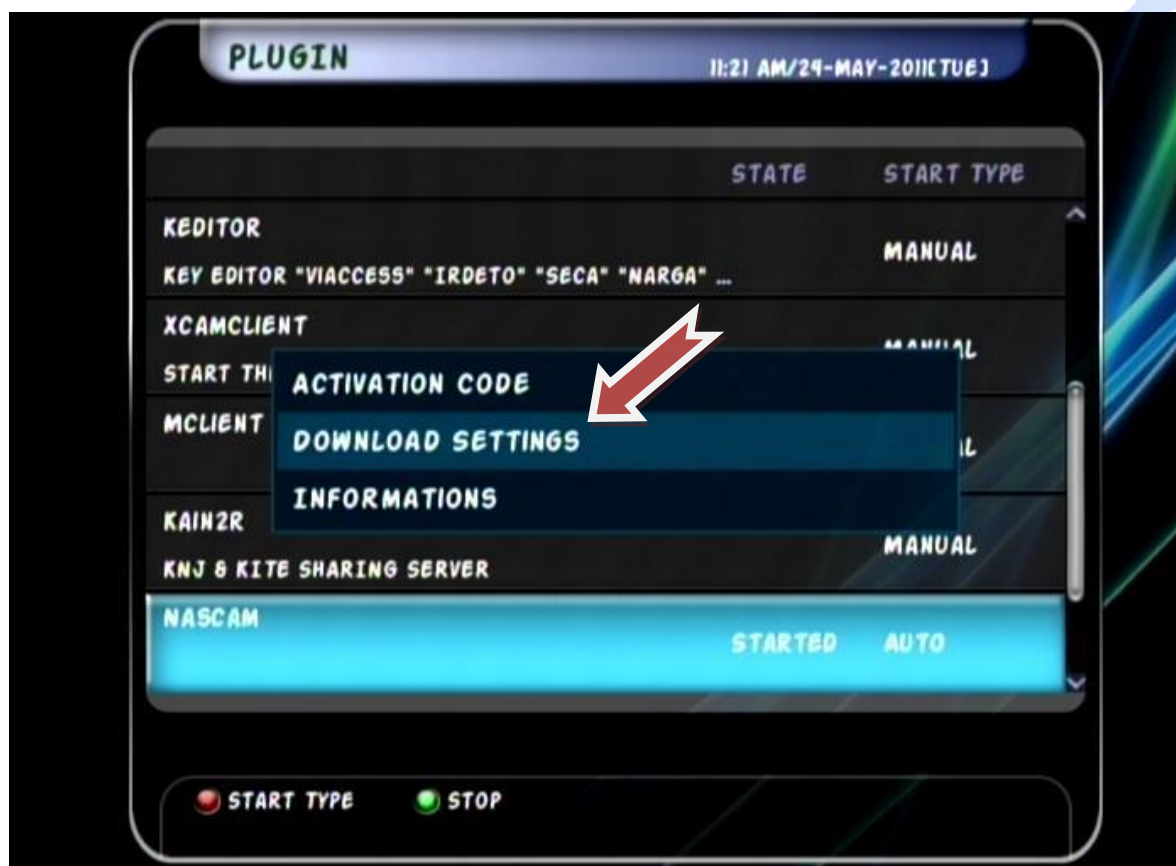 PLUGIN
11:21 AM/24-MAY-2011[TUE]
STATE START TYPE
KEDITOR
MANUAL
KEY EDITOR "VIACCESS" "IRDETO" "SECA" "NARGA" ...
XCAMCLIENT
MANUAL
START
ACTIVATION CODE
MCLIENT
DOWNLOAD SETTINGS
INFORMATIONS
KAIN2R
MANUAL
KNJ & KITE SHARING SERVER
NASCAM
STARTED AUTO
START TYPE STOP